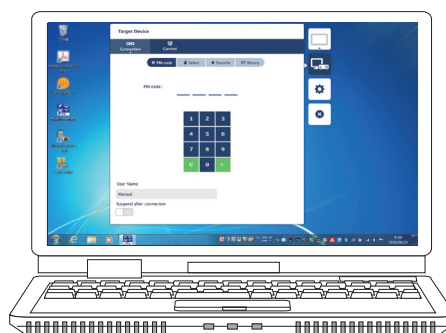 Target Device
Connection
Control
PIN code
Select
Favorite
History
PIN code:
1 2 3
4 5 6
7 8 9
C 0 ←
User Name
Manual
Suspend after connection